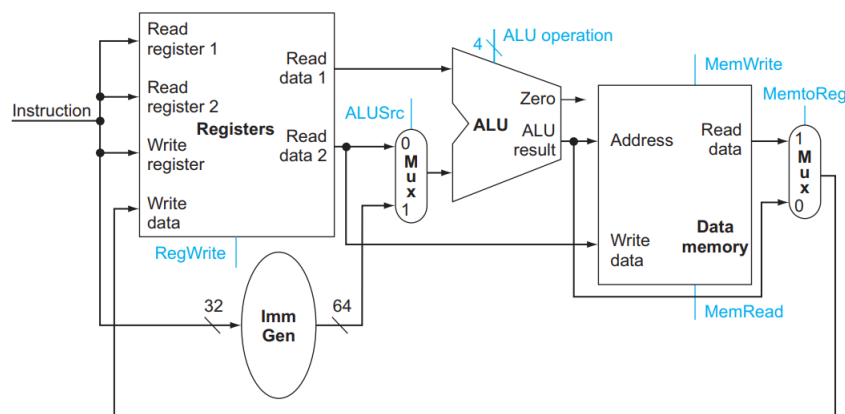 Instruction
Read
register 1
Read
register 2
Write
register
Write
data
Registers
Read
data 1
Read
data 2
RegWrite
32
Imm
Gen
64
ALUSrc
0
M
u
x
1
4
ALU operation
ALU
Zero
ALU
result
MemWrite
Address
Read
data
Write
data
Data
memory
MemRead
MemtoReg
1
M
u
x
0